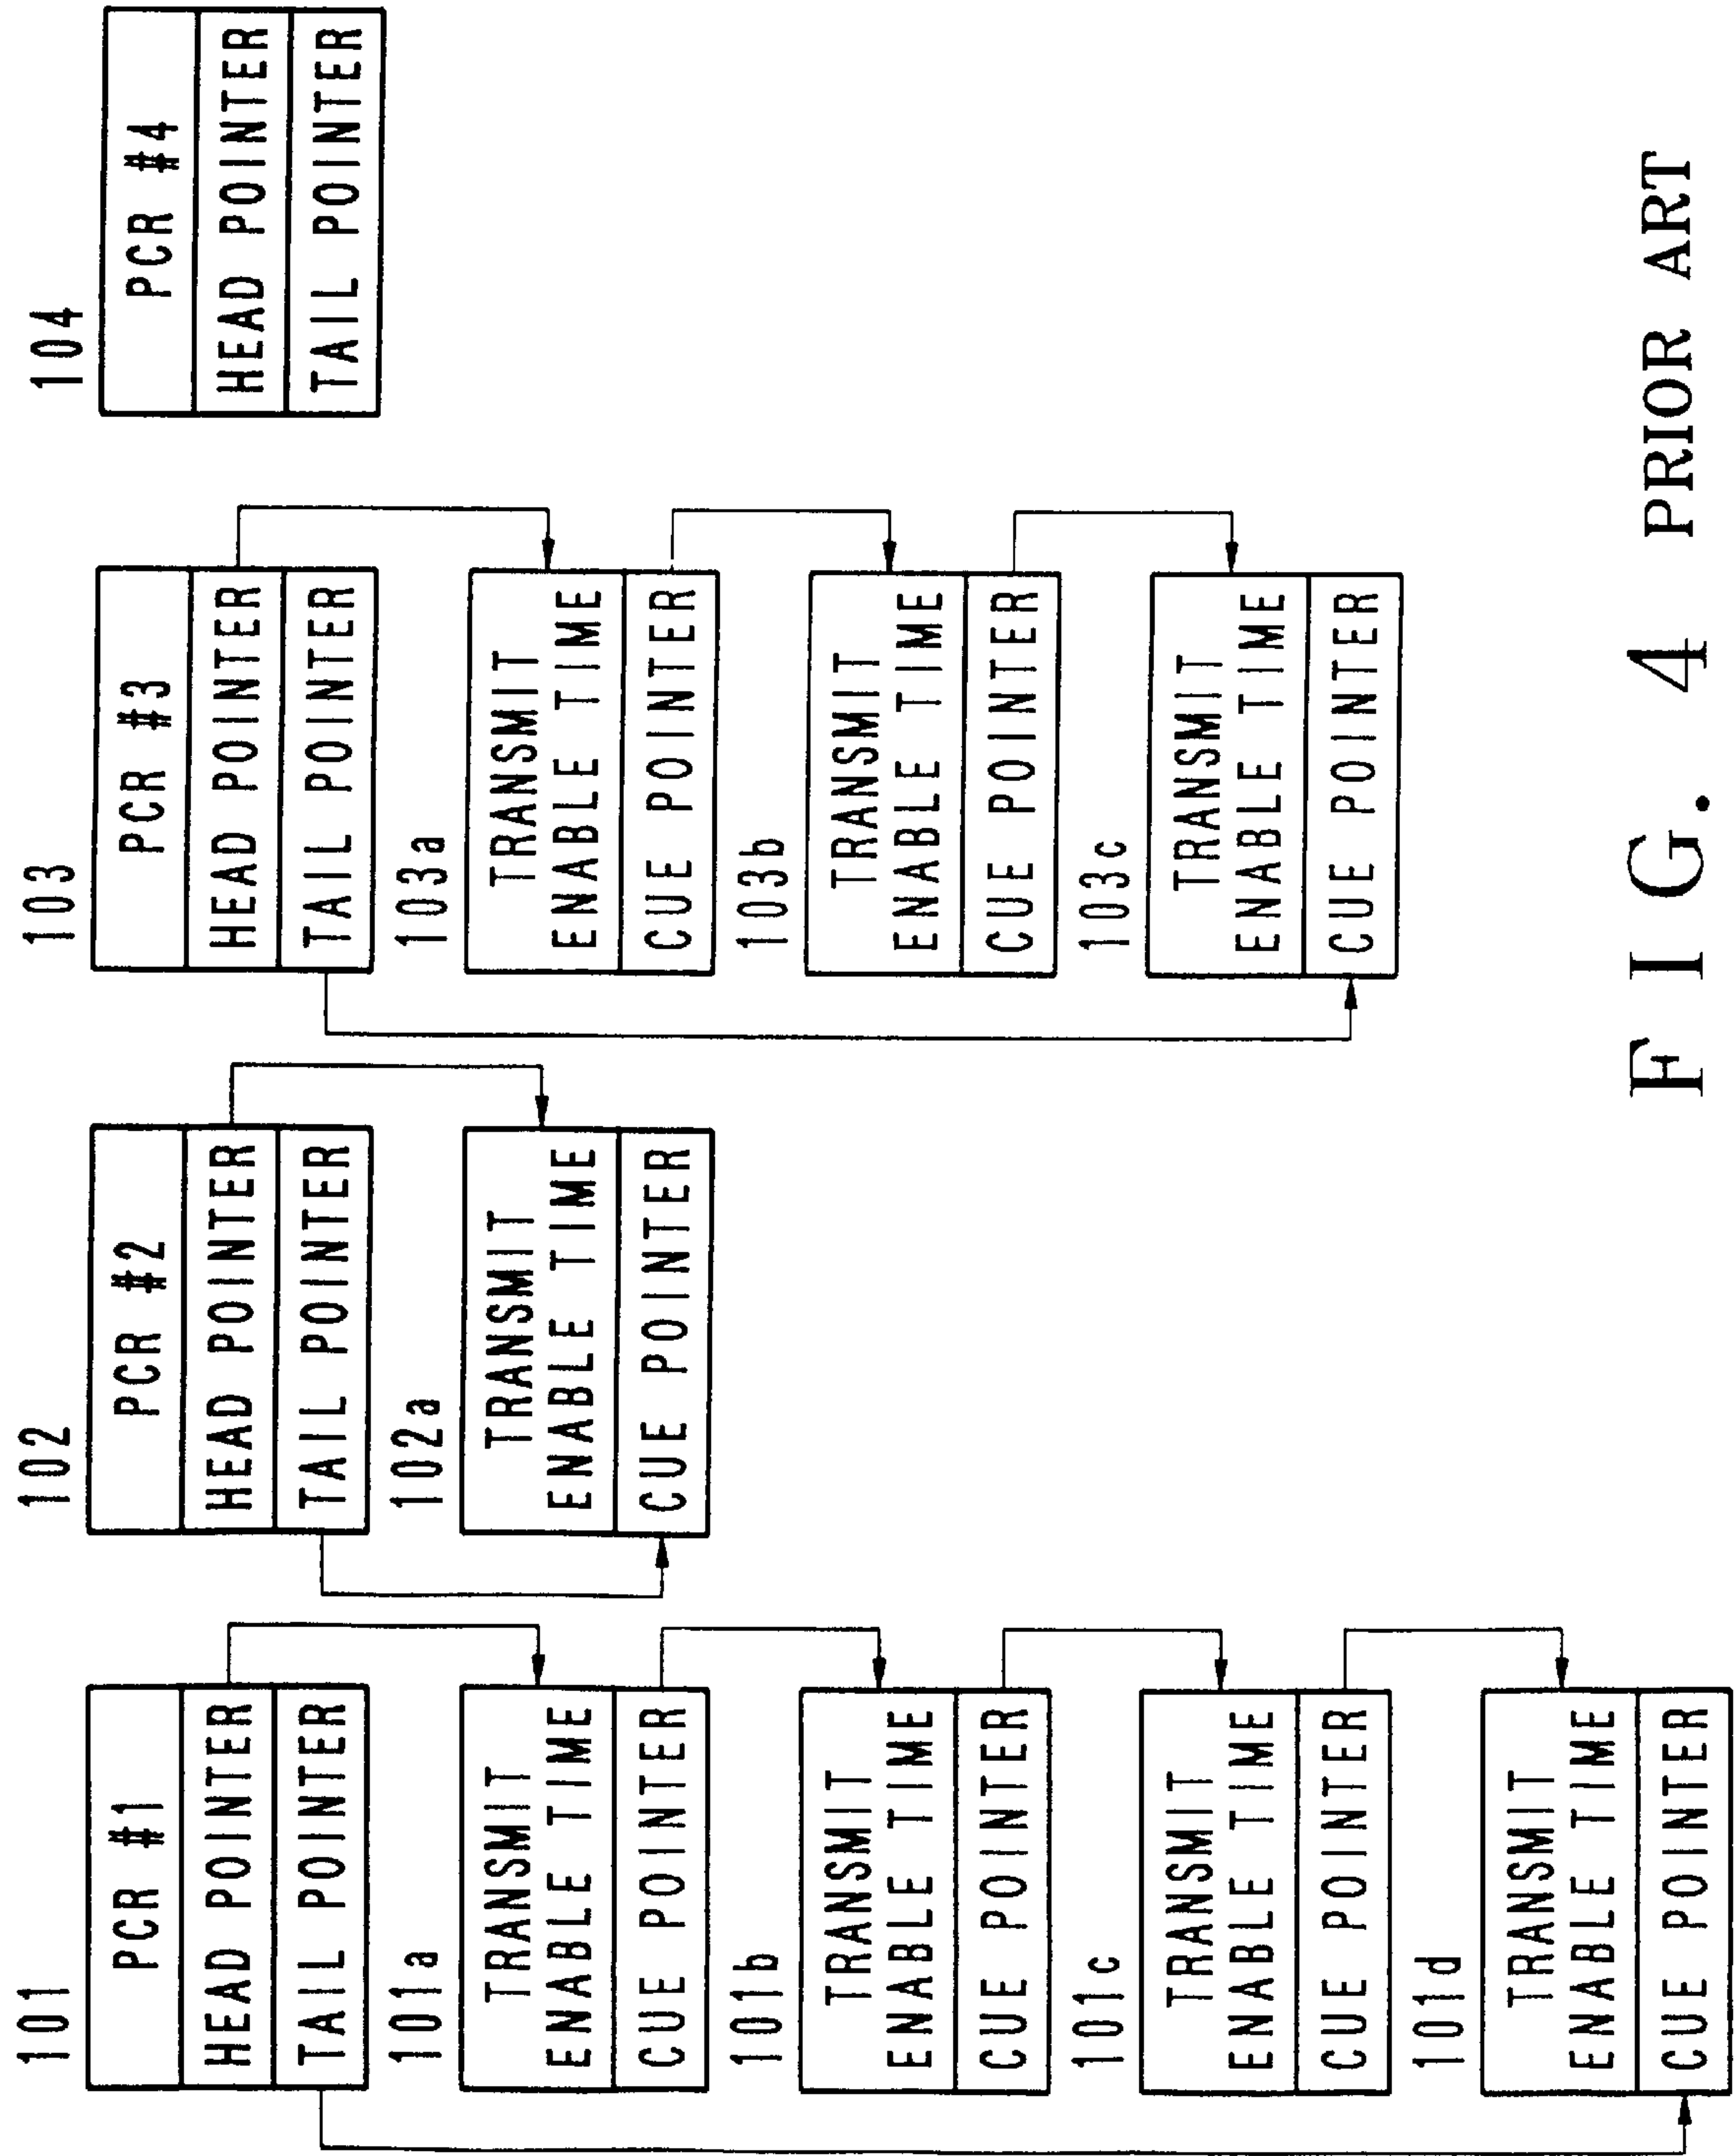 101
PCR #1
HEAD POINTER
TAIL POINTER
101a
TRANSMIT
ENABLE TIME
CUE POINTER
101b
TRANSMIT
ENABLE TIME
CUE POINTER
101c
TRANSMIT
ENABLE TIME
CUE POINTER
101d
TRANSMIT
ENABLE TIME
CUE POINTER
102
PCR #2
HEAD POINTER
TAIL POINTER
102a
TRANSMIT
ENABLE TIME
CUE POINTER
103
PCR #3
HEAD POINTER
TAIL POINTER
103a
TRANSMIT
ENABLE TIME
CUE POINTER
103b
TRANSMIT
ENABLE TIME
CUE POINTER
103c
TRANSMIT
ENABLE TIME
CUE POINTER
104
PCR #4
HEAD POINTER
TAIL POINTER
FIG. 4 PRIOR ART